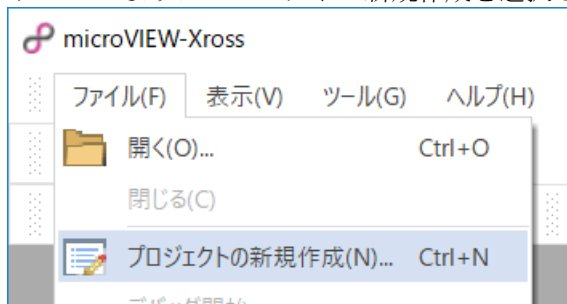 microVIEW-Xross
ファイル(F) 表示(V) ツール(G) ヘルプ(H)
開く(O)... Ctrl+O
閉じる(C)
プロジェクトの新規作成(N)... Ctrl+N